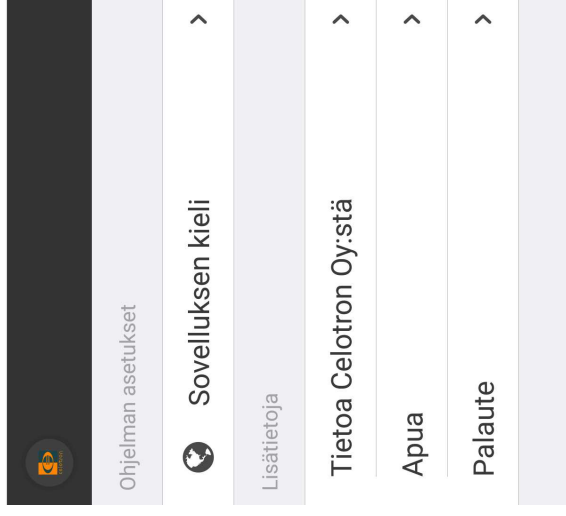 Ohjelman asetukset
Sovelluksen kieli
Lisätietoja
Tietoa Celotron Oy:stä
Apua
Palaute